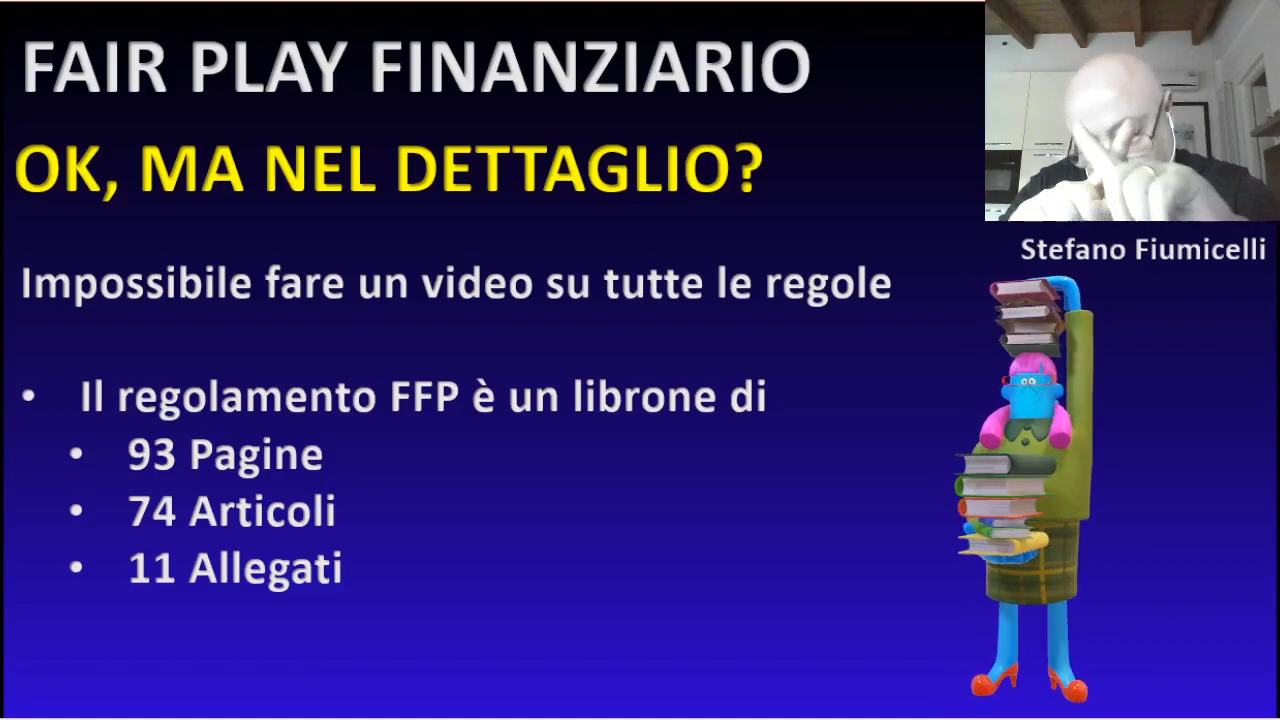 FAIR PLAY FINANZIARIO
OK, MA NEL DETTAGLIO?
Stefano Fiumicelli
Impossibile fare un video su tutte le regole
• Il regolamento FFP è un librone di
• 93 Pagine
• 74 Articoli
• 11 Allegati